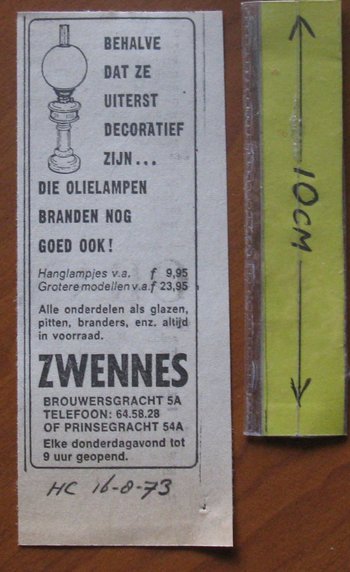 BEHALVE
DAT ZE
UITERST
DECORATIEF
ZIJN...
DIE OLIELAMPEN
BRANDEN NOG
GOED OOK!
Hanglampjes v.a. f 9,95
Grotere modellen v.a. f 23,95
Alle onderdelen als glazen,
pitten, branders, enz. altijd
in voorraad.
ZWENNES
BROUWERSGRACHT 5A
TELEFOON: 64.58.28
OF PRINSEGRACHT 54A
Elke donderdagavond tot
9 uur geopend.
HC 16-8-73
10CM